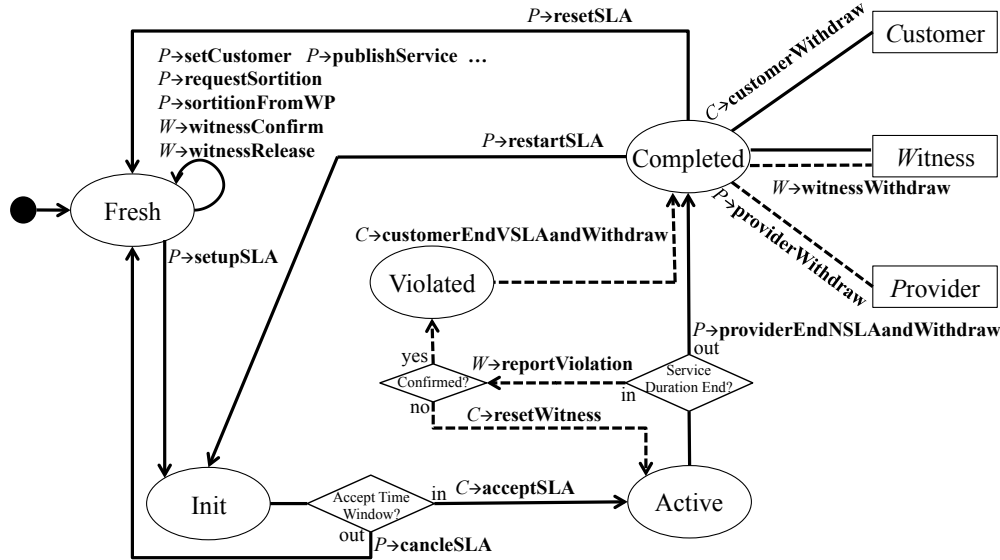 P→resetSLA
Customer
C→customerWithdraw
P→setCustomer P→publishService ...
P→requestSortition
P→sortitionFromWP
W→witnessConfirm
W→witnessRelease
P→restartSLA
Completed
Witness
W→witnessWithdraw
Fresh
P→providerWithdraw
C→customerEndVSLAandWithdraw
P→setupSLA
Violated
Provider
P→providerEndNSLAandWithdraw
out
yes
W→reportViolation
Service
Duration End?
Confirmed?
in
no
C→resetWitness
Init
Accept Time
Window?
in
C→acceptSLA
Active
out
P→cancleSLA